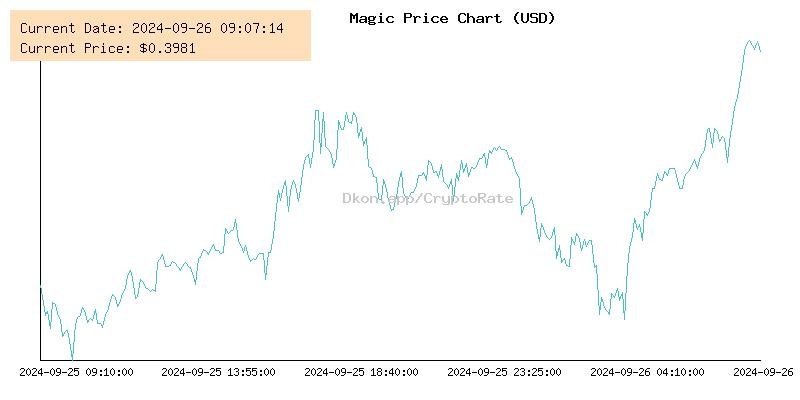 Magic Price Chart (USD)
Current Date: 2024-09-26 09:07:14
Current Price: $0.3981
Dkon.app/CryptoRate
2024-09-25 09:10:00
2024-09-25 13:55:00
2024-09-25 18:40:00
2024-09-25 23:25:00
2024-09-26 04:10:00
2024-09-26